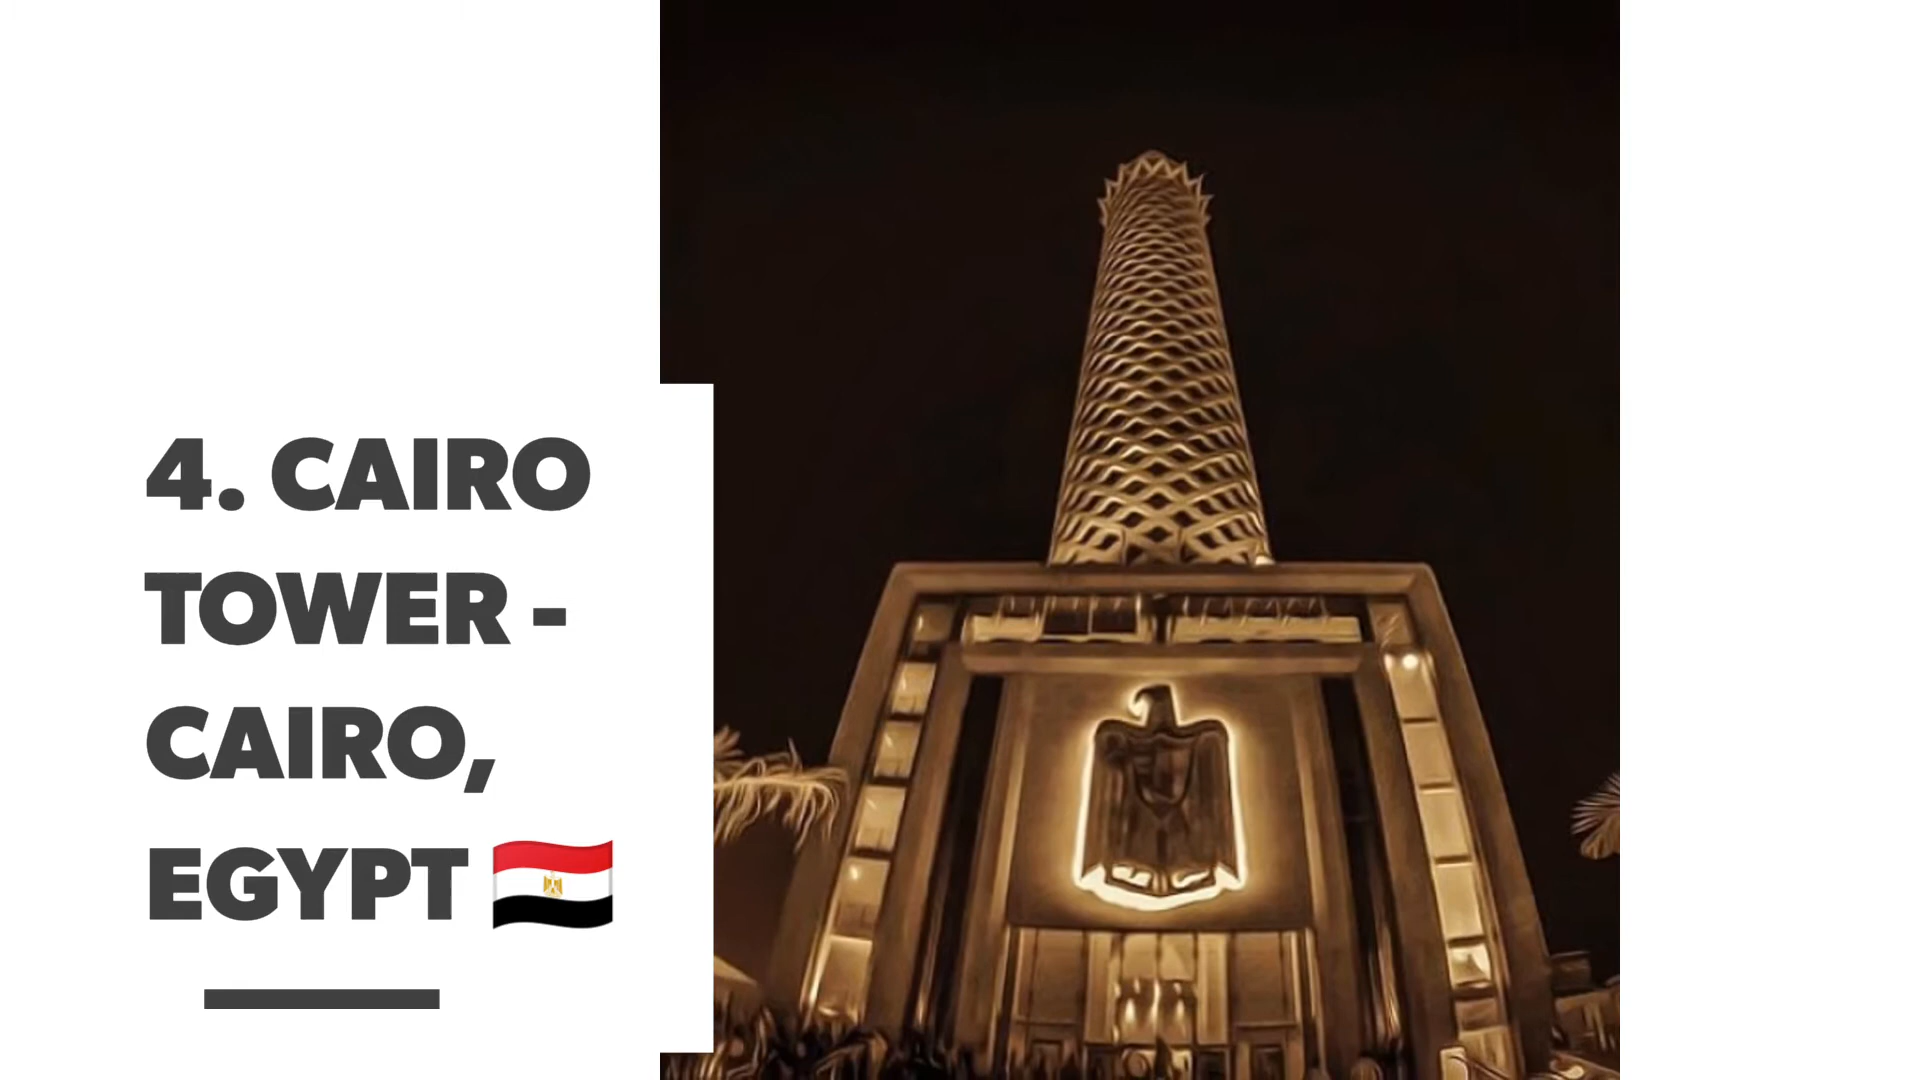 4. CAIRO
TOWER -
CAIRO,
EGYPT 🇪🇬